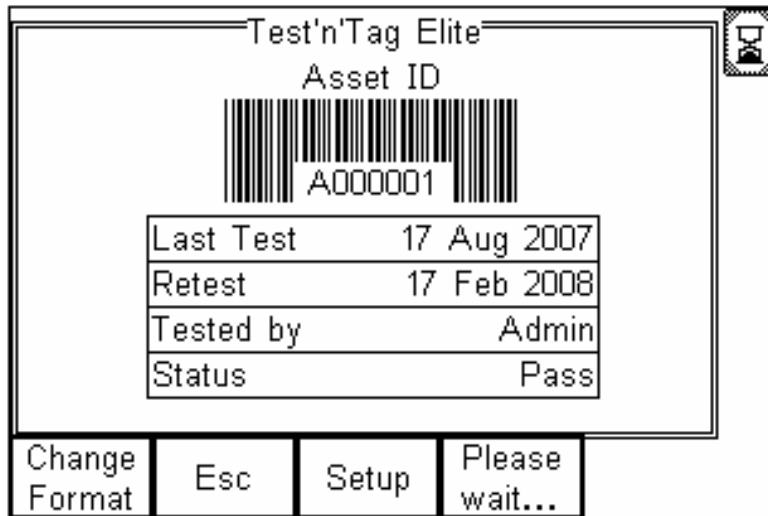 Test'n'Tag Elite
Asset ID
A000001
Last Test 17 Aug 2007
Retest 17 Feb 2008
Tested by Admin
Status Pass
Change Format
Esc
Setup
Please wait...